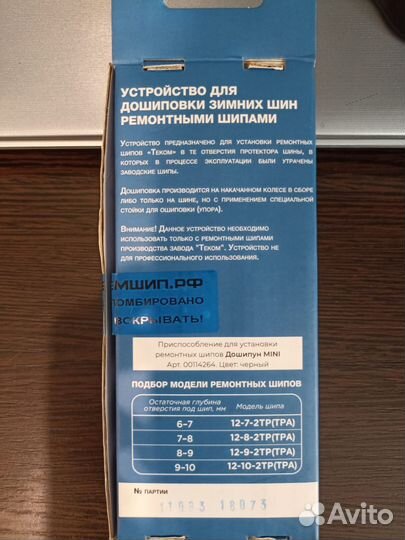 УСТРОЙСТВО ДЛЯ
ДОШИПОВКИ ЗИМНИХ ШИН
РЕМОНТНЫМИ ШИПАМИ
Устройство предназначено для установки ремонтных
шипов "Теком" в те отверстия протектора шины, в
которых в процессе эксплуатации были утрачены
заводские шипы.
Дошиповка производится на накачанном колесе в сборе
либо только на шине, но с применением специальной
стойки для ошиповки (упора).
Внимание! Данное устройство необходимо
использовать только с ремонтными шипами
производства завода "Теком". Устройство не
для профессионального использования.
ЕМШИП.РФ
ЛОМБИРОВАНО
ВСКРЫВАТЬ!
Приспособление для установки
ремонтных шипов Дошипун MINI
Арт. 00114264. Цвет: черный
ПОДБОР МОДЕЛИ РЕМОНТНЫХ ШИПОВ
Остаточная глубина
отверстия под шип, мм Модель шипа
6-7 12-7-2ТР(ТРА)
7-8 12-8-2ТР(ТРА)
8-9 12-9-2ТР(ТРА)
9-10 12-10-2ТР(ТРА)
№ партии
18073
Avito